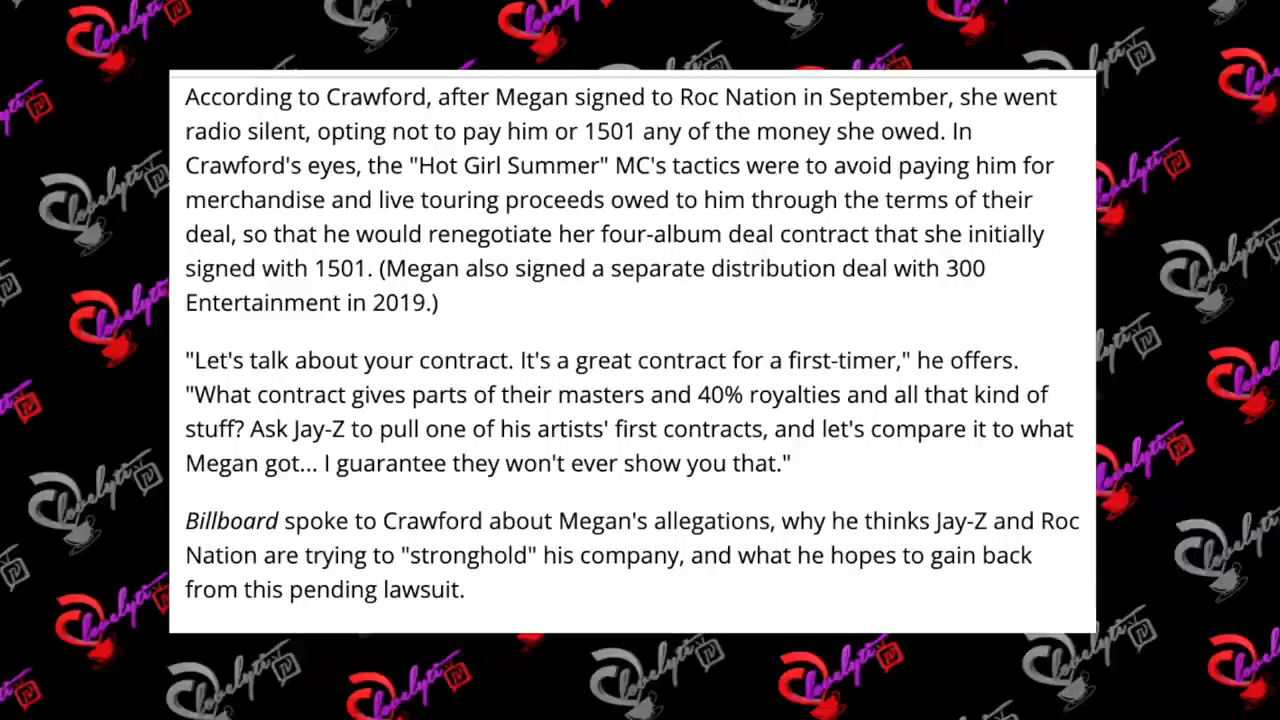 According to Crawford, after Megan signed to Roc Nation in September, she went
radio silent, opting not to pay him or 1501 any of the money she owed. In
Crawford's eyes, the "Hot Girl Summer" MC's tactics were to avoid paying him for
merchandise and live touring proceeds owed to him through the terms of their
deal, so that he would renegotiate her four-album deal contract that she initially
signed with 1501. (Megan also signed a separate distribution deal with 300
Entertainment in 2019.)
"Let's talk about your contract. It's a great contract for a first-timer," he offers.
"What contract gives parts of their masters and 40% royalties and all that kind of
stuff? Ask Jay-Z to pull one of his artists' first contracts, and let's compare it to what
Megan got... I guarantee they won't ever show you that."
Billboard spoke to Crawford about Megan's allegations, why he thinks Jay-Z and Roc
Nation are trying to "stronghold" his company, and what he hopes to gain back
from this pending lawsuit.